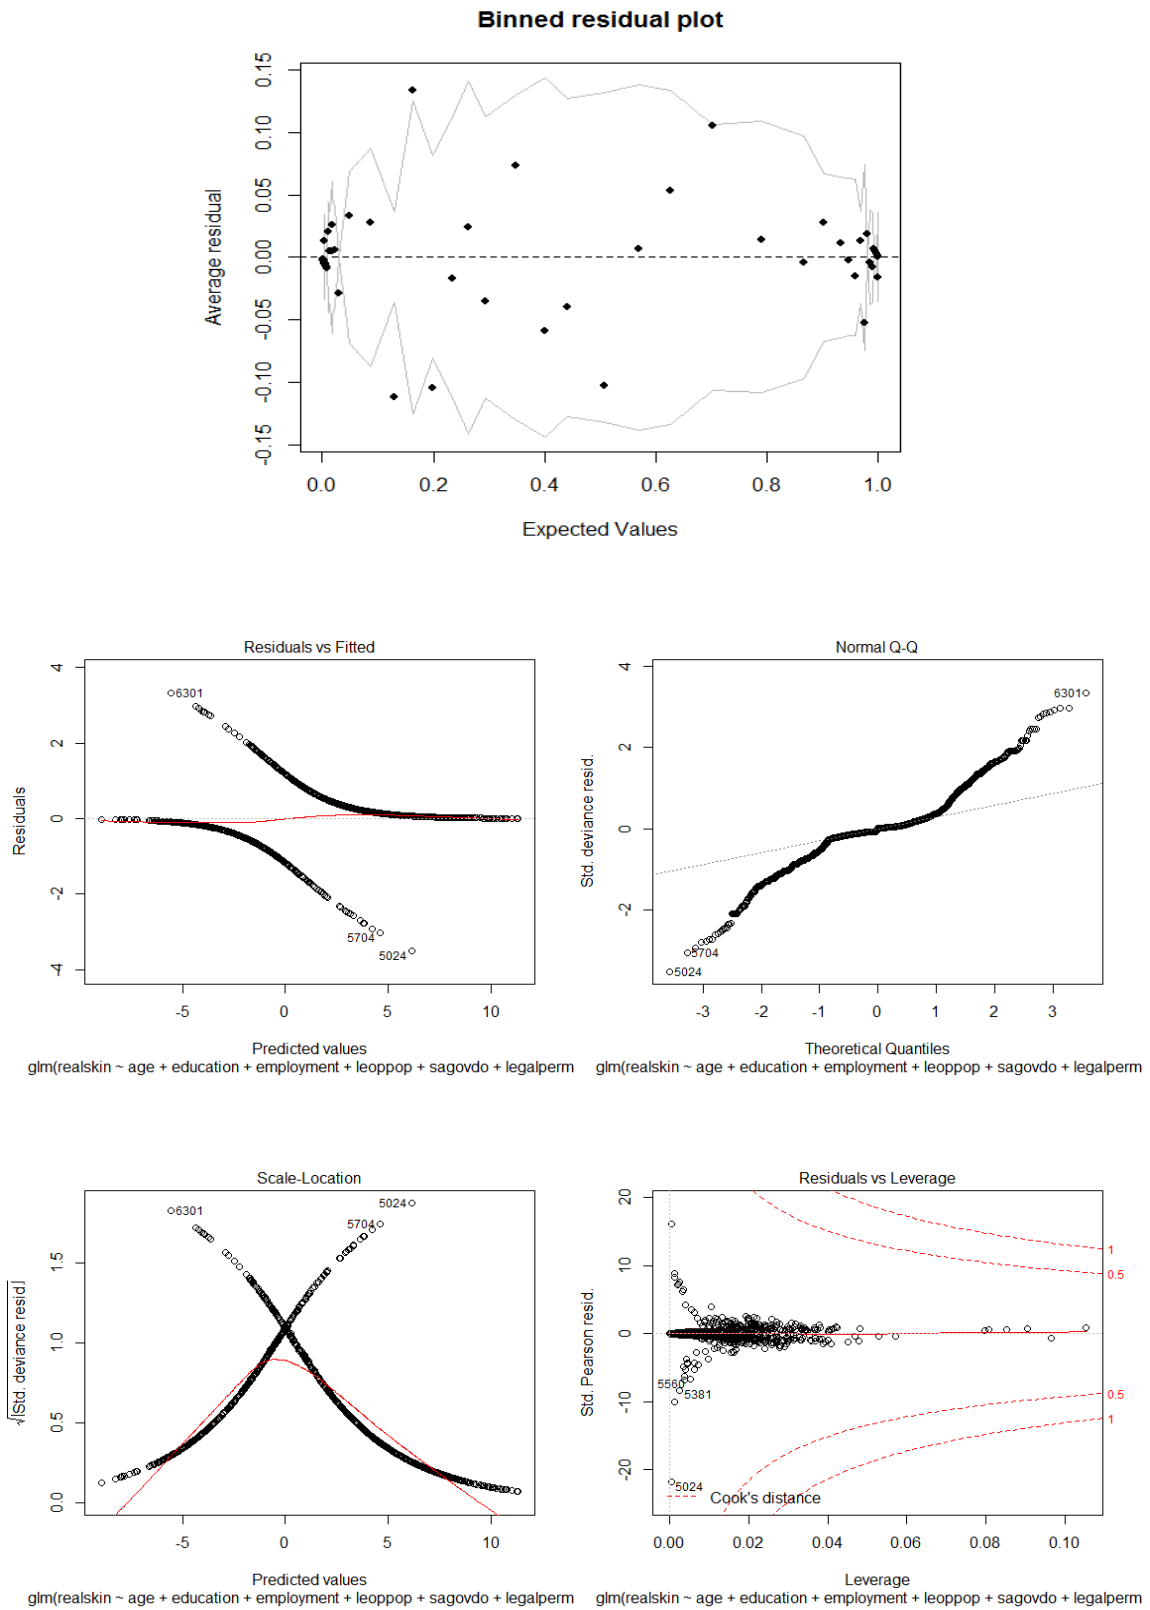 Binned residual plot
Average residual
0.15
0.10
0.05
0.00
-0.05
-0.10
-0.15
0.0 0.2 0.4 0.6 0.8 1.0
Expected Values
Residuals vs Fitted
Residuals
4
2
0
-2
-4
6301
5704
5024
-5 0 5 10
Predicted values
glm(realskin ~ age + education + employment + leoppop + sagovdo + legalperm
Normal Q-Q
Std. deviance resid.
4
2
0
-2
6301
5704
5024
-3 -2 -1 0 1 2 3
Theoretical Quantiles
glm(realskin ~ age + education + employment + leoppop + sagovdo + legalperm
Scale-Location
√|Std. deviance resid.|
1.5
1.0
0.5
0.0
6301
5024
5704
-5 0 5 10
Predicted values
glm(realskin ~ age + education + employment + leoppop + sagovdo + legalperm
Residuals vs Leverage
Std. Pearson resid.
20
10
0
-10
-20
1
0.5
0.5
1
5560
5381
5024
Cook's distance
0.00 0.02 0.04 0.06 0.08 0.10
Leverage
glm(realskin ~ age + education + employment + leoppop + sagovdo + legalperm